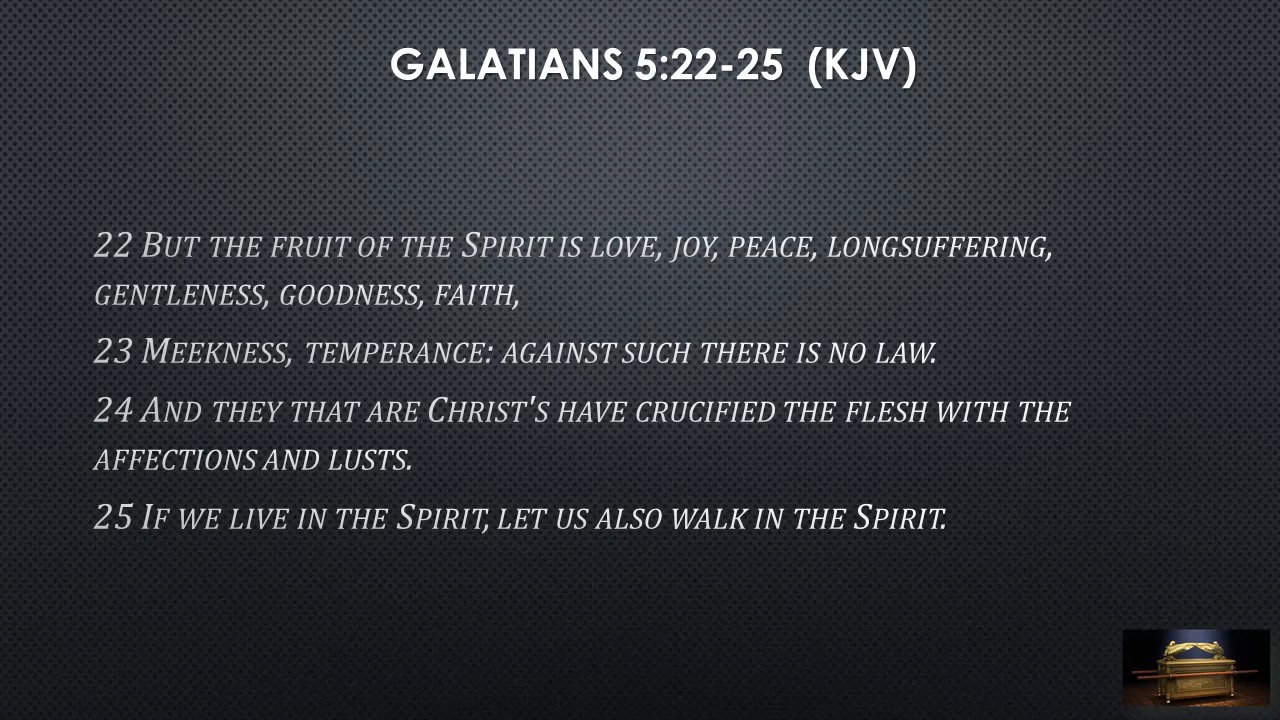 GALATIANS 5:22-25 (KJV)
22 But the fruit of the Spirit is love, joy, peace, longsuffering,
gentleness, goodness, faith,
23 Meekness, temperance: against such there is no law.
24 And they that are Christ's have crucified the flesh with the
affections and lusts.
25 If we live in the Spirit, let us also walk in the Spirit.